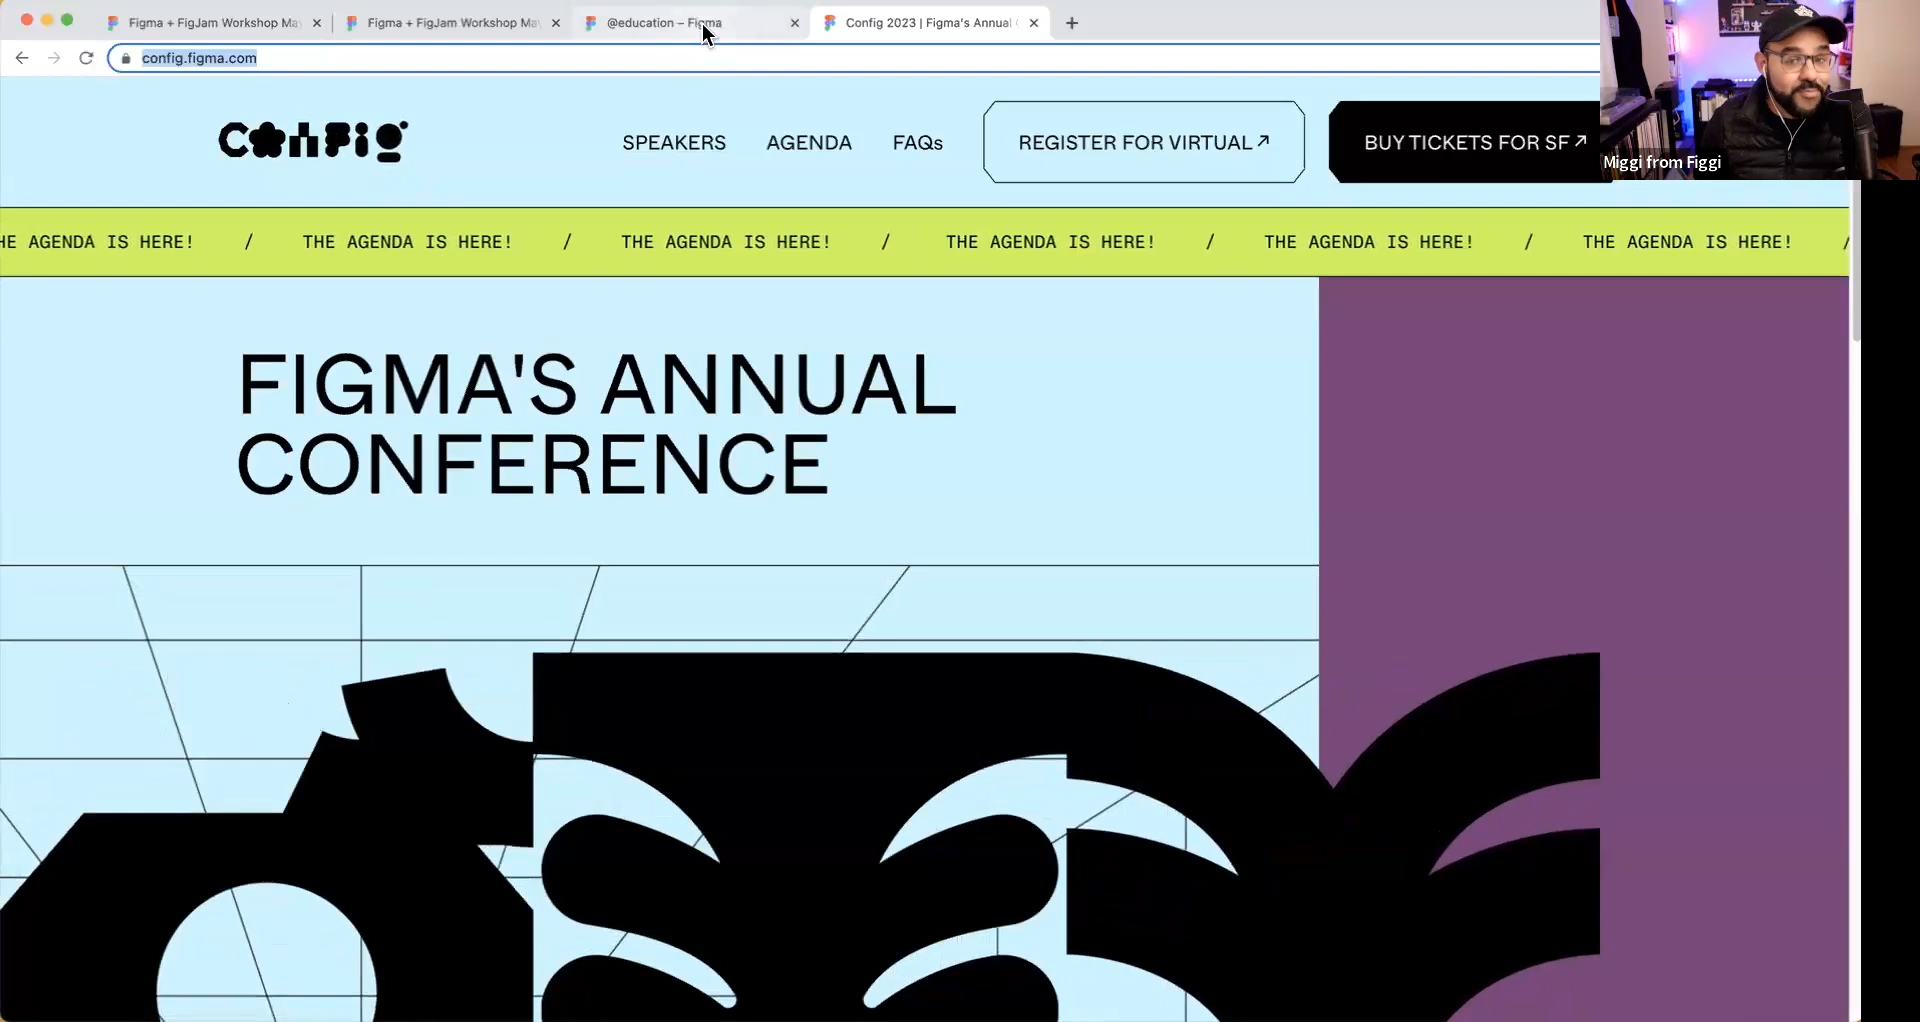 Figma + FigJam Workshop May
Figma + FigJam Workshop May
@education – Figma
Config 2023 | Figma's Annual
config.figma.com
Config
SPEAKERS
AGENDA
FAQs
REGISTER FOR VIRTUAL ↗
BUY TICKETS FOR SF ↗
Miggi from Figgi
HE AGENDA IS HERE! / THE AGENDA IS HERE! / THE AGENDA IS HERE! / THE AGENDA IS HERE! / THE AGENDA IS HERE! / THE AGENDA IS HERE! /
FIGMA'S ANNUAL
CONFERENCE